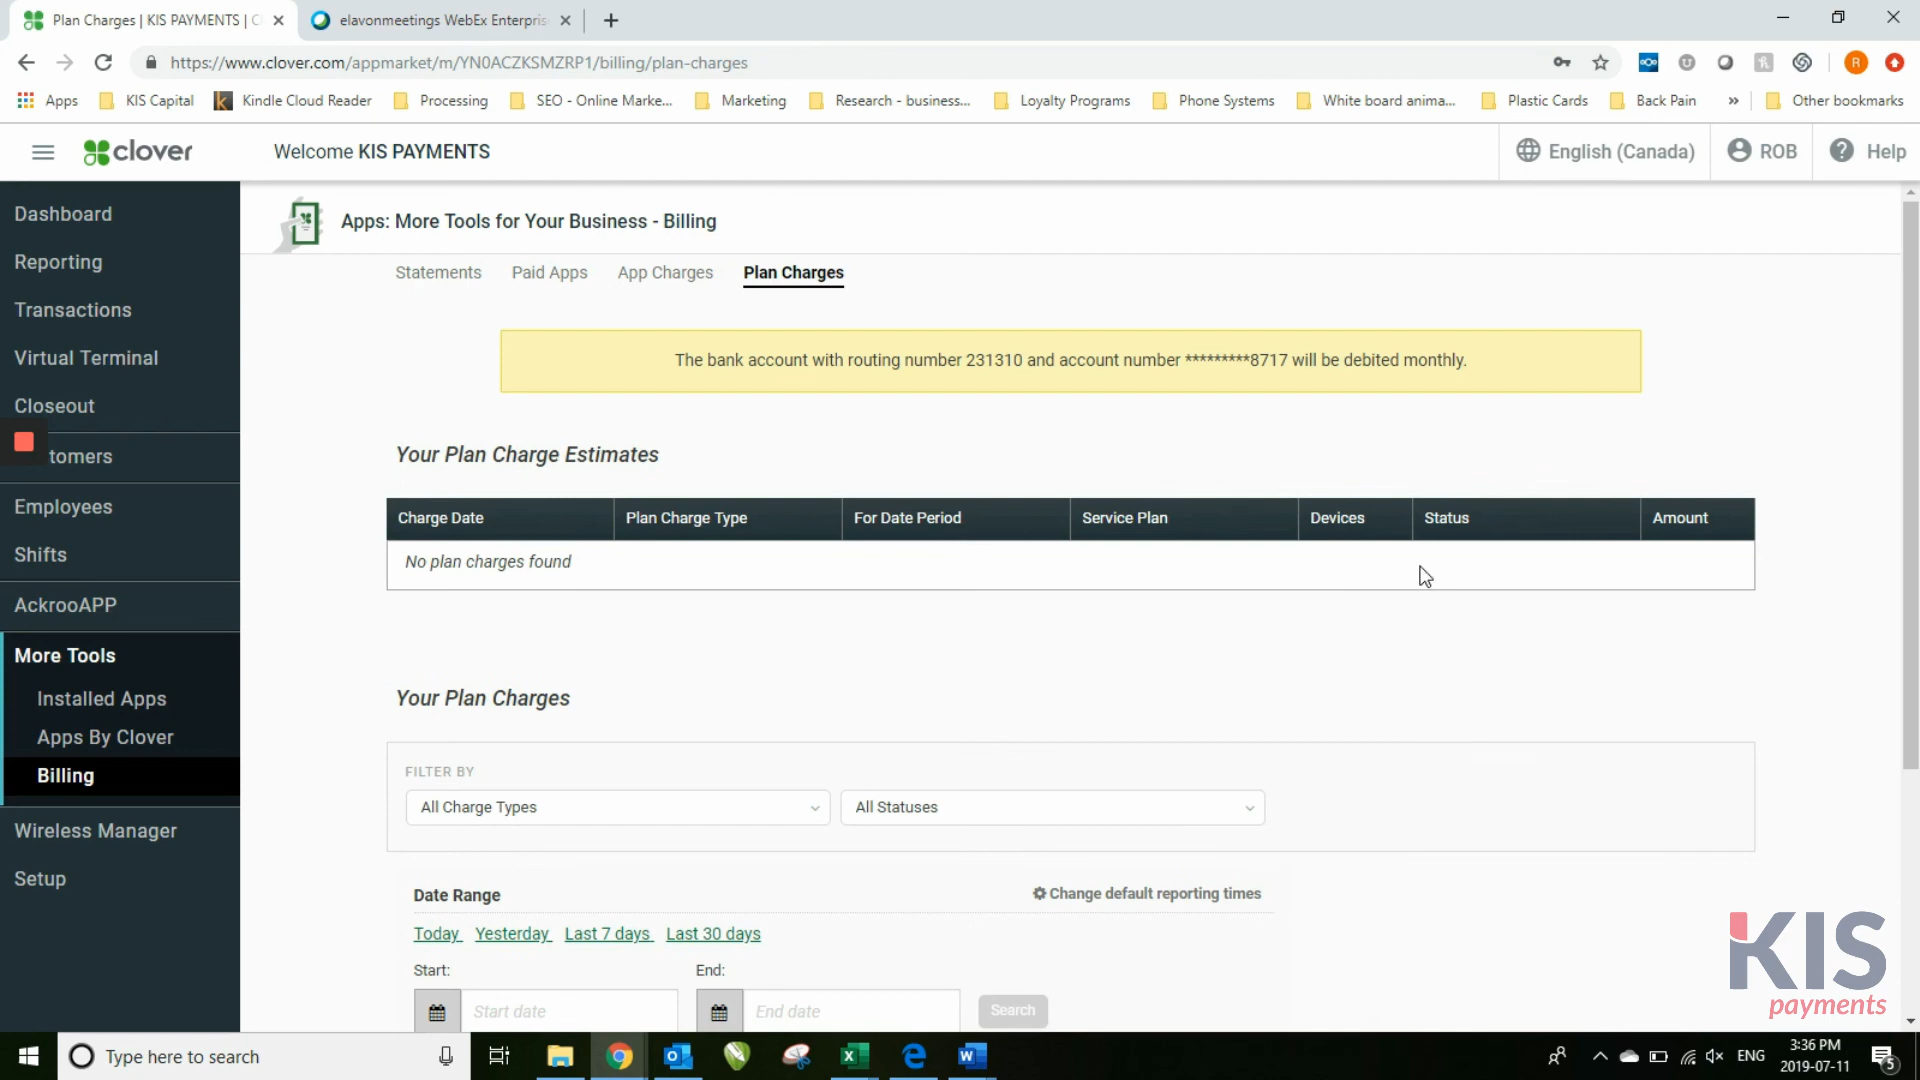 Plan Charges | KIS PAYMENTS | C
elavonmeetings WebEx Enterpris
https://www.clover.com/appmarket/m/YN0ACZKSMZRP1/billing/plan-charges
Apps
KIS Capital
Kindle Cloud Reader
Processing
SEO - Online Marke...
Marketing
Research - business...
Loyalty Programs
Phone Systems
White board anima...
Plastic Cards
Back Pain
»
Other bookmarks
clover
Welcome KIS PAYMENTS
English (Canada)
ROB
Help
Dashboard
Reporting
Transactions
Virtual Terminal
Closeout
tomers
Employees
Shifts
AckrooAPP
More Tools
Installed Apps
Apps By Clover
Billing
Wireless Manager
Setup
Apps: More Tools for Your Business - Billing
Statements
Paid Apps
App Charges
Plan Charges
The bank account with routing number 231310 and account number *********8717 will be debited monthly.
Your Plan Charge Estimates
Charge Date
Plan Charge Type
For Date Period
Service Plan
Devices
Status
Amount
No plan charges found
Your Plan Charges
FILTER BY
All Charge Types
All Statuses
Date Range
Change default reporting times
Today
Yesterday
Last 7 days
Last 30 days
Start:
End:
Start date
End date
Search
KIS
payments
Type here to search
ENG
3:36 PM
2019-07-11
5